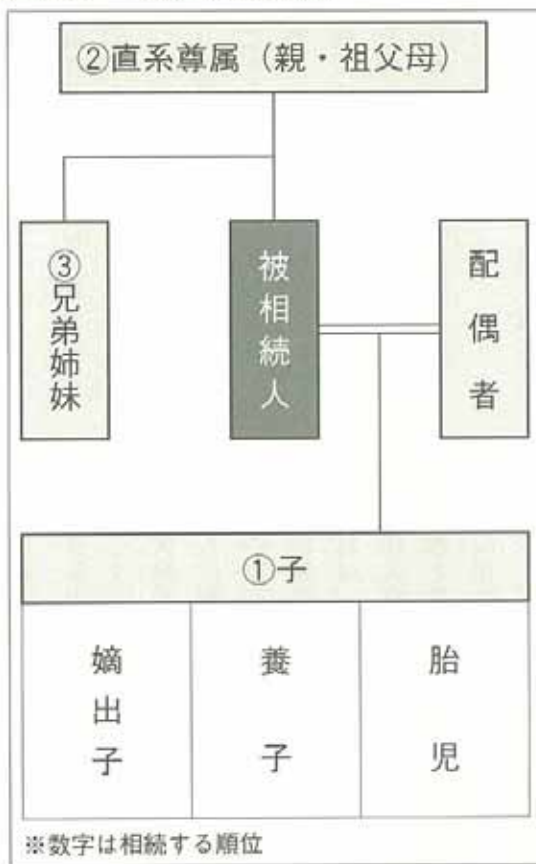 ②直系尊属（親・祖父母）
③兄弟姉妹
被相続人
配偶者
①子
嫡出子
養子
胎児
※数字は相続する順位